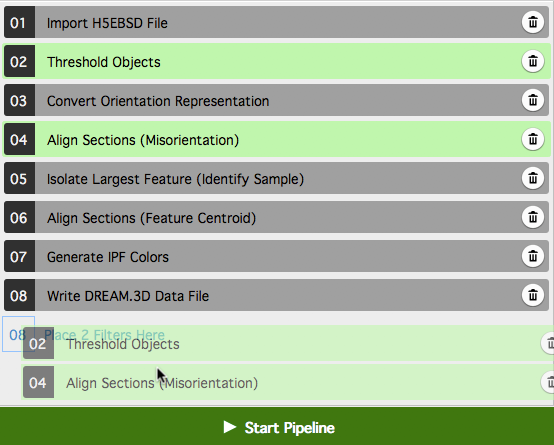 01 Import H5EBSD File
02 Threshold Objects
03 Convert Orientation Representation
04 Align Sections (Misorientation)
05 Isolate Largest Feature (Identify Sample)
06 Align Sections (Feature Centroid)
07 Generate IPF Colors
08 Write DREAM.3D Data File
08 Place 2 Filters Here
02 Threshold Objects
04 Align Sections (Misorientation)
Start Pipeline